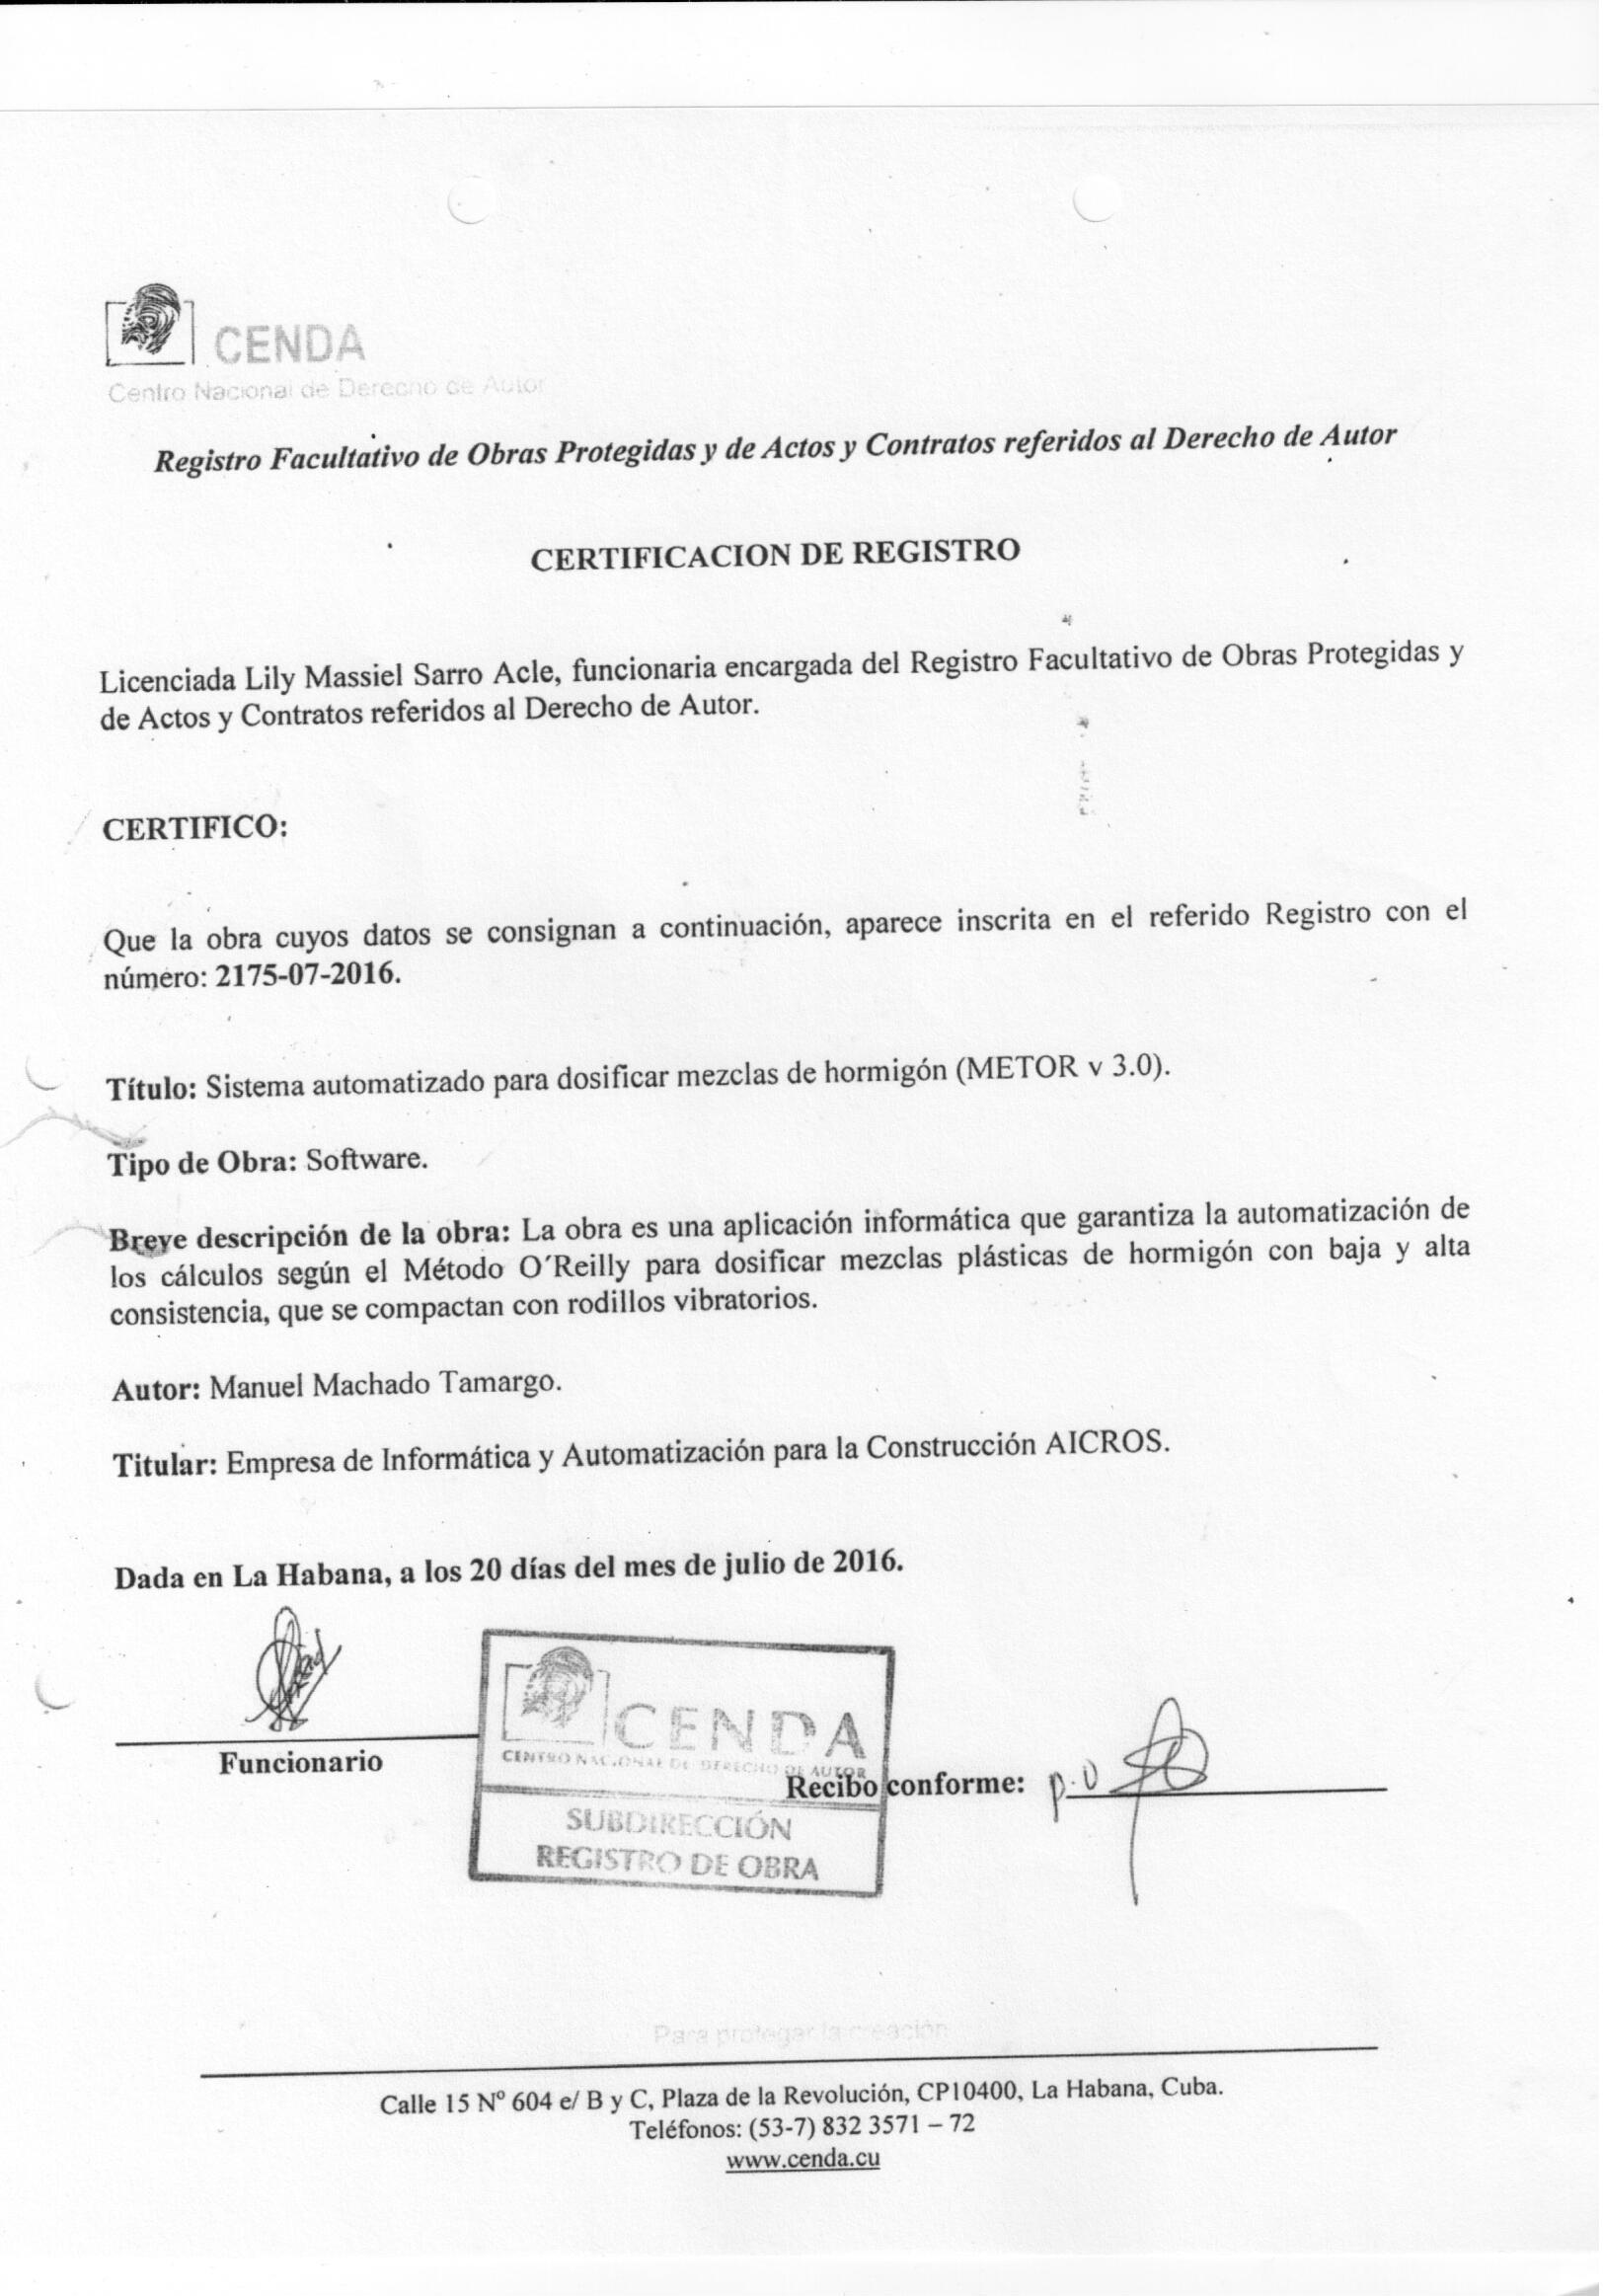 CENDA
Centro Nacional de Derecho de Autor
Registro Facultativo de Obras Protegidas y de Actos y Contratos referidos al Derecho de Autor
CERTIFICACION DE REGISTRO
Licenciada Lily Massiel Sarro Acle, funcionaria encargada del Registro Facultativo de Obras Protegidas y
de Actos y Contratos referidos al Derecho de Autor.
CERTIFICO:
Que la obra cuyos datos se consignan a continuación, aparece inscrita en el referido Registro con el
número: 2175-07-2016.
Título: Sistema automatizado para dosificar mezclas de hormigón (METOR v 3.0).
Tipo de Obra: Software.
Breve descripción de la obra: La obra es una aplicación informática que garantiza la automatización de
los cálculos según el Método O´Reilly para dosificar mezclas plásticas de hormigón con baja y alta
consistencia, que se compactan con rodillos vibratorios.
Autor: Manuel Machado Tamargo.
Titular: Empresa de Informática y Automatización para la Construcción AICROS.
Dada en La Habana, a los 20 días del mes de julio de 2016.
Funcionario
CENDA
CENTRO NACIONAL DE DERECHO DE AUTOR
SUBDIRECCIÓN
REGISTRO DE OBRA
Recibo conforme: p.o
Para proteger la creación
Calle 15 Nº 604 e/ B y C, Plaza de la Revolución, CP10400, La Habana, Cuba.
Teléfonos: (53-7) 832 3571 – 72
www.cenda.cu